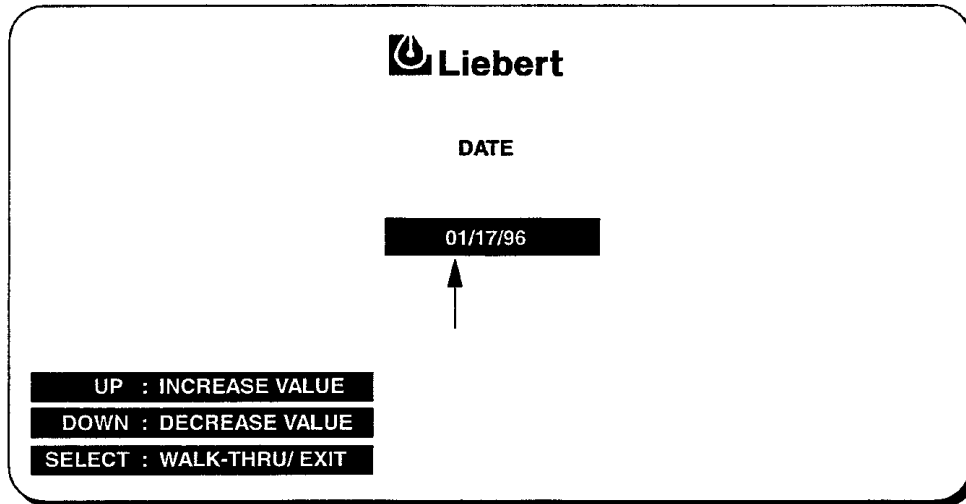 Liebert
DATE
01/17/96
UP : INCREASE VALUE
DOWN : DECREASE VALUE
SELECT : WALK-THRU/ EXIT